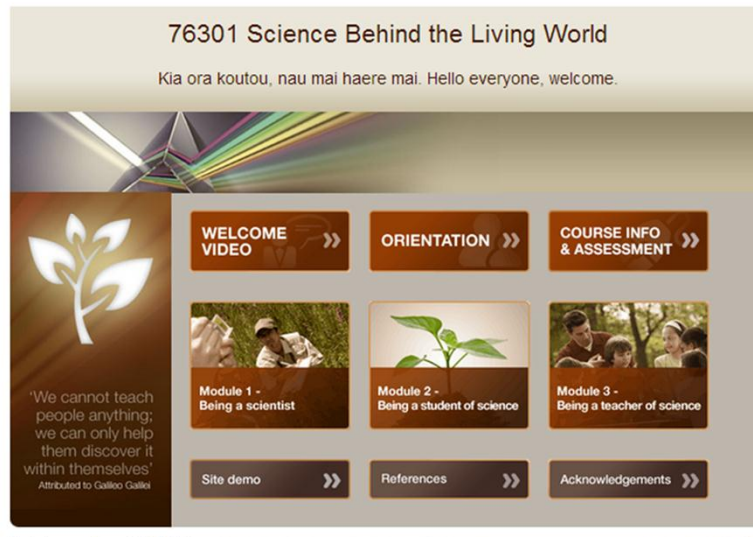 76301 Science Behind the Living World
Kia ora koutou, nau mai haere mai. Hello everyone, welcome.
WELCOME
VIDEO
ORIENTATION
COURSE INFO
& ASSESSMENT
Module 1 -
Being a scientist
Module 2 -
Being a student of science
Module 3 -
Being a teacher of science
'We cannot teach
people anything;
we can only help
them discover it
within themselves'
Attributed to Galileo Galilei
Site demo
References
Acknowledgements